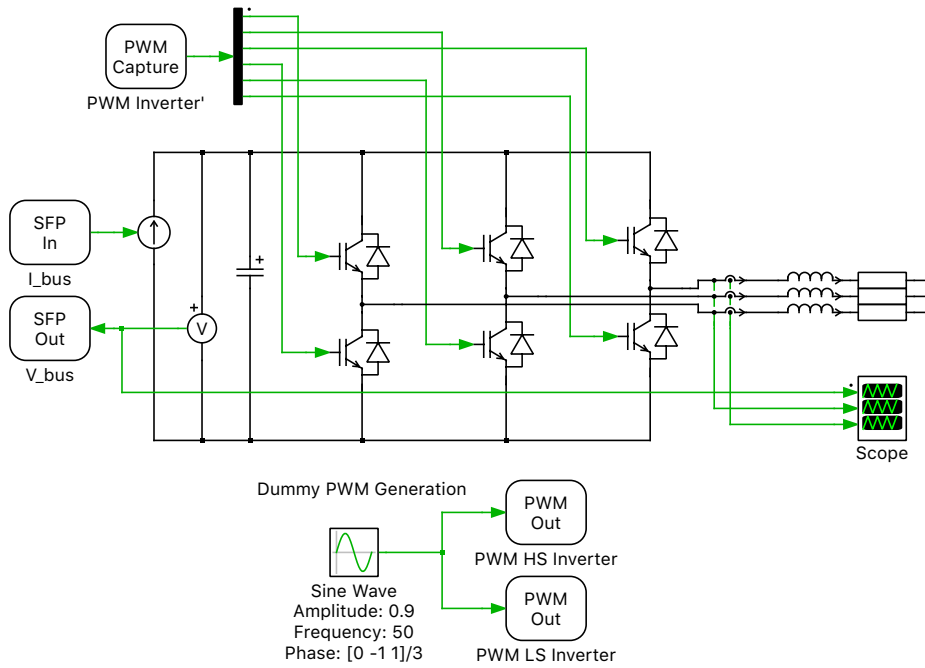 PWM
Capture
PWM Inverter'
SFP
In
I_bus
+
+
SFP
Out
V_bus
V
Scope
Dummy PWM Generation
PWM
Out
PWM HS Inverter
Sine Wave
Amplitude: 0.9
Frequency: 50
Phase: [0 -1 1]/3
PWM
Out
PWM LS Inverter